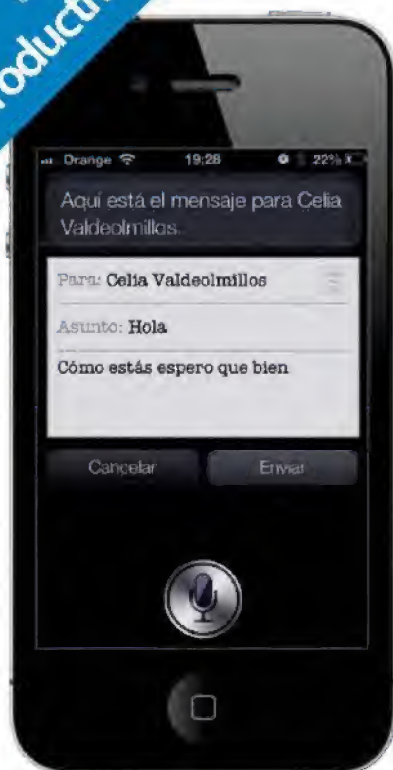 Orange 19:28 22%
Aquí está el mensaje para Celia
Valdeolmillos.
Para: Celia Valdeolmillos
Asunto: Hola
Cómo estás espero que bien
Cancelar Enviar